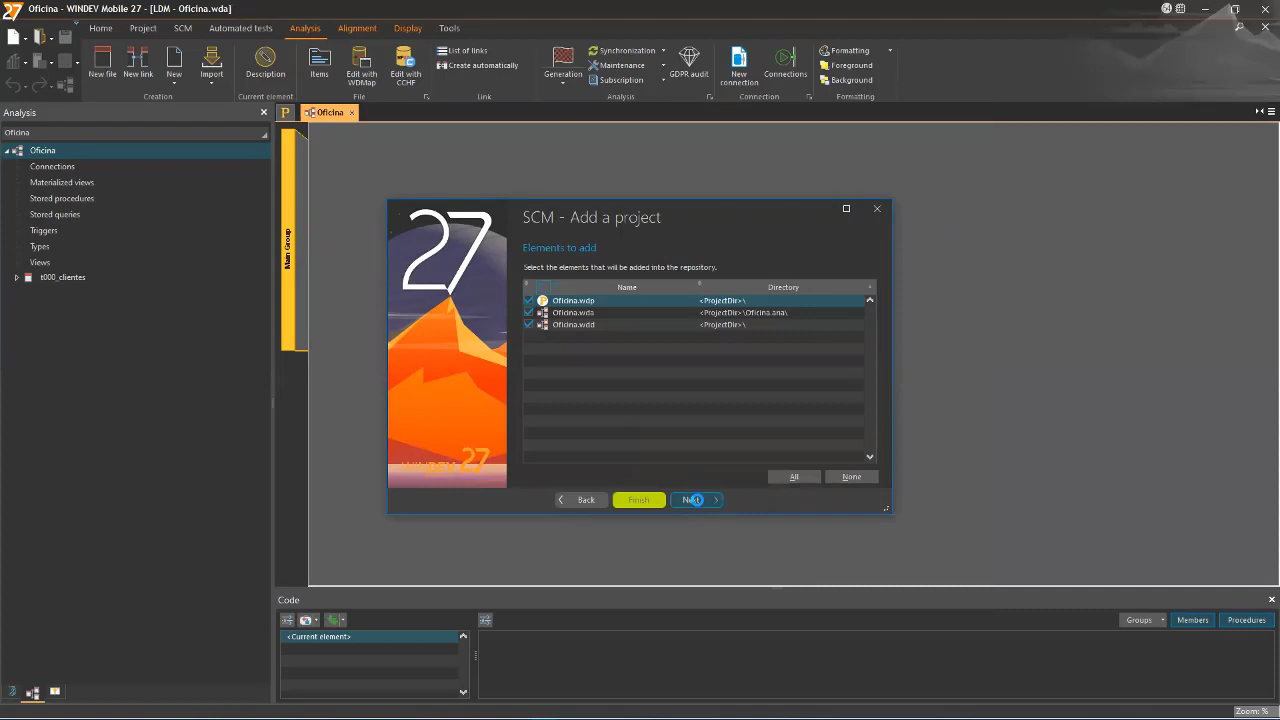 Oficina - WINDEV Mobile 27 - [LDM - Oficina.wda]
Home Project SCM Automated tests Analysis Alignment Display Tools
New file New link New Import Description Items Edit with WDMap Edit with CCHF List of links Create automatically Generation Synchronization Maintenance Subscription GDPR audit New connection Connections Formatting Foreground Background
Creation Current element File Link Analysis Connection Formatting
Analysis
P Oficina
Oficina
Oficina
Connections
Materialized views
Stored procedures
Stored queries
Triggers
Types
Views
t000_clientes
Main Group
27
WINDEV 27
SCM - Add a project
Elements to add
Select the elements that will be added into the repository.
Name Directory
Oficina.wdp <ProjectDir>\
Oficina.wda <ProjectDir>\Oficina.ana\
Oficina.wdd <ProjectDir>\
All None
Back Finish Next
Code
Groups Members Procedures
<Current element>
Zoom: %